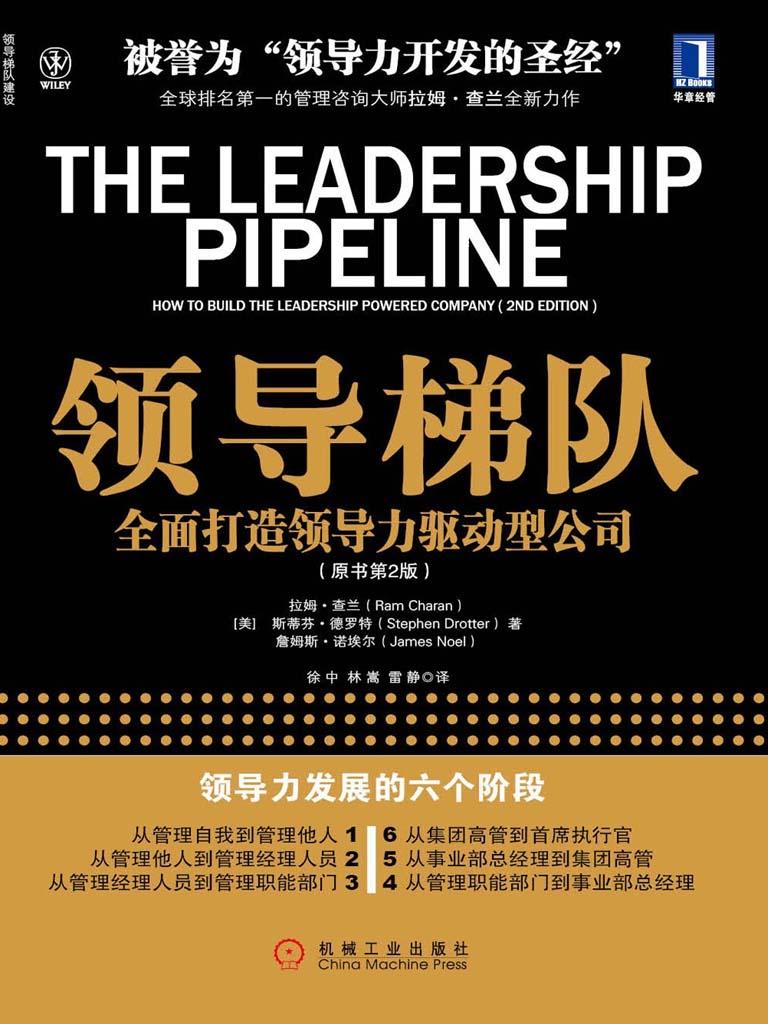 领导梯队建设
WILEY
被誉为“领导力开发的圣经”
全球排名第一的管理咨询大师拉姆·查兰全新力作
HZ BOOKS
华章经管
THE LEADERSHIP
PIPELINE
HOW TO BUILD THE LEADERSHIP POWERED COMPANY ( 2ND EDITION )
领导梯队
全面打造领导力驱动型公司
(原书第2版)
拉姆·查兰(Ram Charan)
[美] 斯蒂芬·德罗特(Stephen Drotter)著
詹姆斯·诺埃尔(James Noel)
徐中 林嵩 雷静◎译
领导力发展的六个阶段
从管理自我到管理他人 1
从管理他人到管理经理人员 2
从管理经理人员到管理职能部门 3
6 从集团高管到首席执行官
5 从事业部总经理到集团高管
4 从管理职能部门到事业部总经理
机械工业出版社
China Machine Press